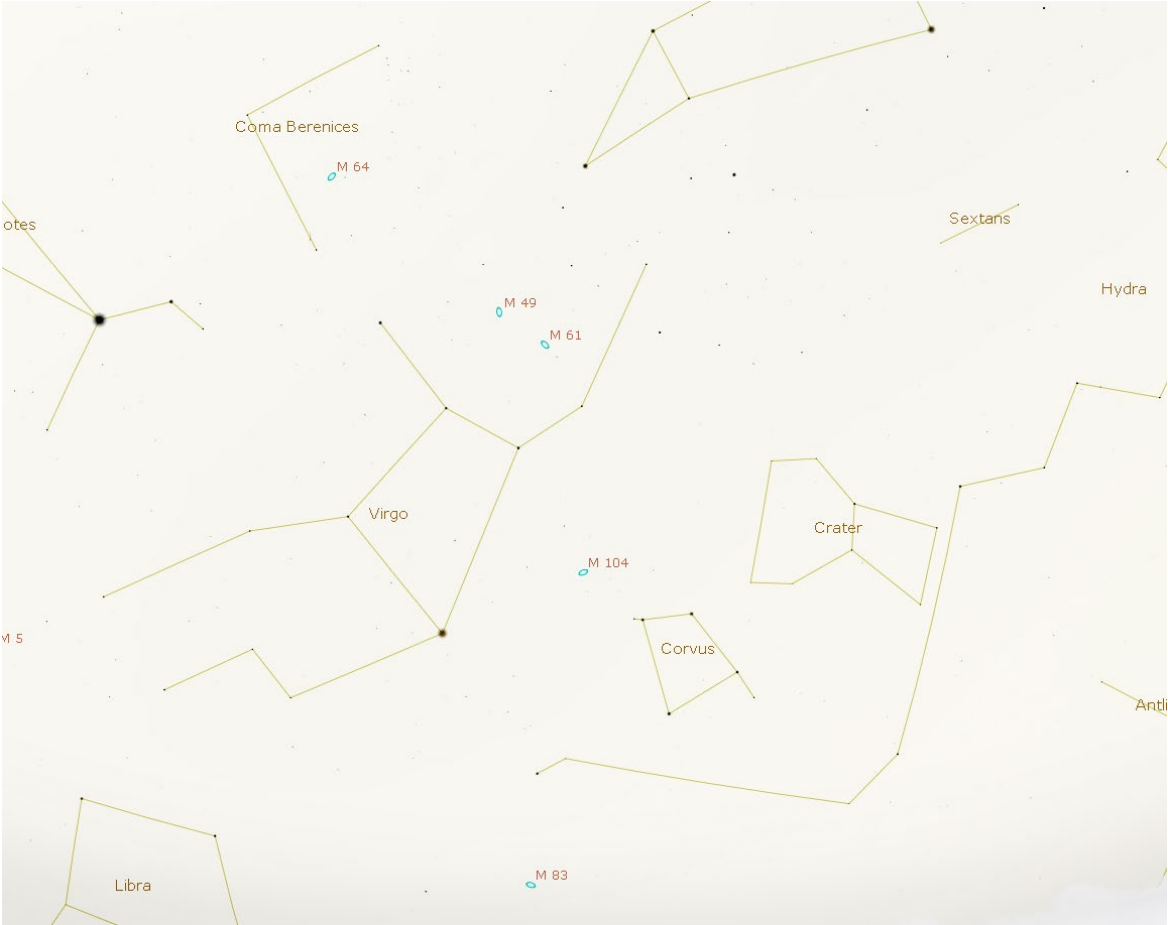 Coma Berenices
M 64
otes
Sextans
Hydra
M 49
M 61
Virgo
Crater
M 104
M 5
Corvus
Antli
Libra
M 83